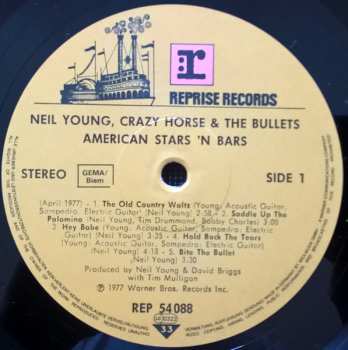 r
REPRISE RECORDS
NEIL YOUNG, CRAZY HORSE & THE BULLETS
AMERICAN STARS 'N BARS
STEREO
GEMA/
Biem
SIDE 1
(April 1977) - 1. The Old Country Waltz (Young/ Acoustic Guitar,
Sampedro, Electric Guitar) (Neil Young) 2:58 - 2. Saddle Up The
Palomino (Neil Young, Tim Drummond, Bobby Charles) 3:00
3. Hey Babe (Young, Acoustic Guitar, Sampedro, Electric
Guitar) (Neil Young) 3:35 - 4. Hold Back The Tears
(Young/ Acoustic Guitar, Sampedro, Electric Guitar) (Neil Young)
4:18 - 5. Bite The Bullet
(Neil Young)
3:30
Produced by Neil Young & David Briggs
with Tim Mulligan
℗ 1977 Warner Bros. Records Inc.
REP 54 088
33